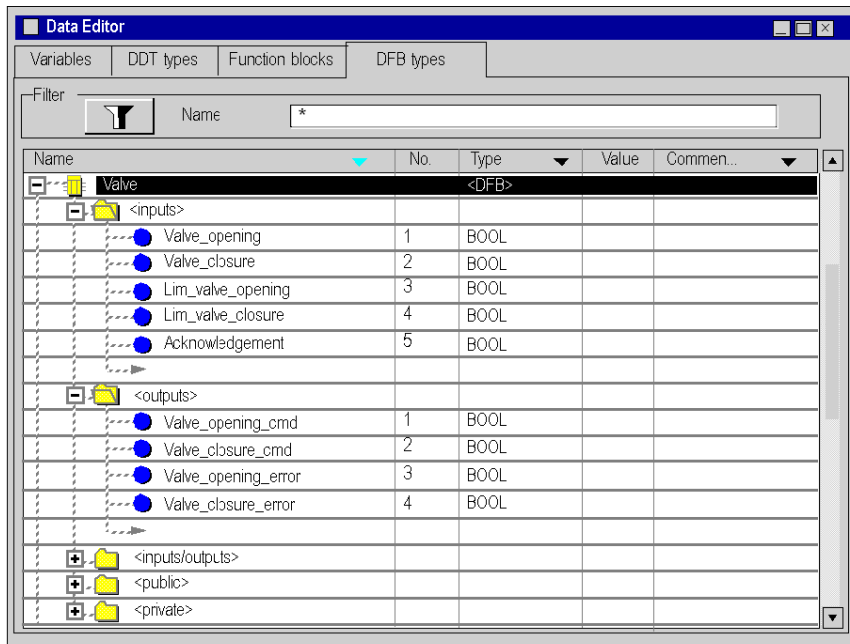 Data Editor
Variables DDT types Function blocks DFB types
Filter
Name *
Name No. Type Value Commen...
Valve <DFB>
<inputs>
Valve_opening 1 BOOL
Valve_closure 2 BOOL
Lim_valve_opening 3 BOOL
Lim_valve_closure 4 BOOL
Acknowledgement 5 BOOL
<outputs>
Valve_opening_cmd 1 BOOL
Valve_closure_cmd 2 BOOL
Valve_opening_error 3 BOOL
Valve_closure_error 4 BOOL
<inputs/outputs>
<public>
<private>